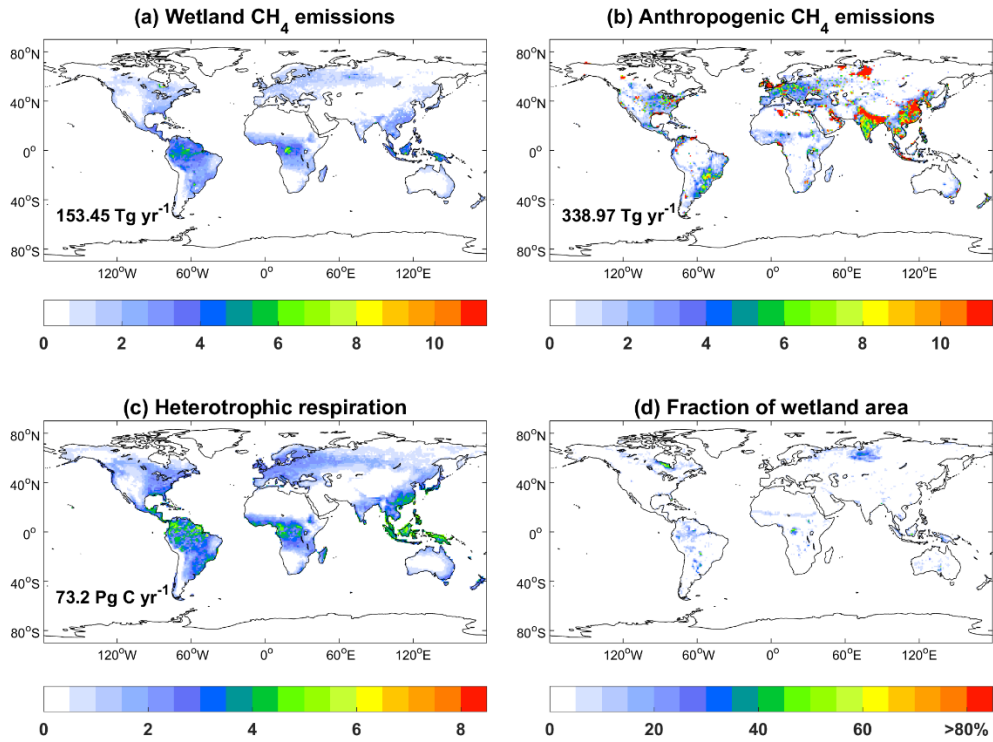 (a) Wetland CH₄ emissions
80°N
40°N
0°
40°S
80°S
153.45 Tg yr⁻¹
120°W 60°W 0° 60°E 120°E
0 2 4 6 8 10
(b) Anthropogenic CH₄ emissions
80°N
40°N
0°
40°S
80°S
338.97 Tg yr⁻¹
120°W 60°W 0° 60°E 120°E
0 2 4 6 8 10
(c) Heterotrophic respiration
80°N
40°N
0°
40°S
80°S
73.2 Pg C yr⁻¹
120°W 60°W 0° 60°E 120°E
0 2 4 6 8
(d) Fraction of wetland area
80°N
40°N
0°
40°S
80°S
120°W 60°W 0° 60°E 120°E
0 20 40 60 >80%